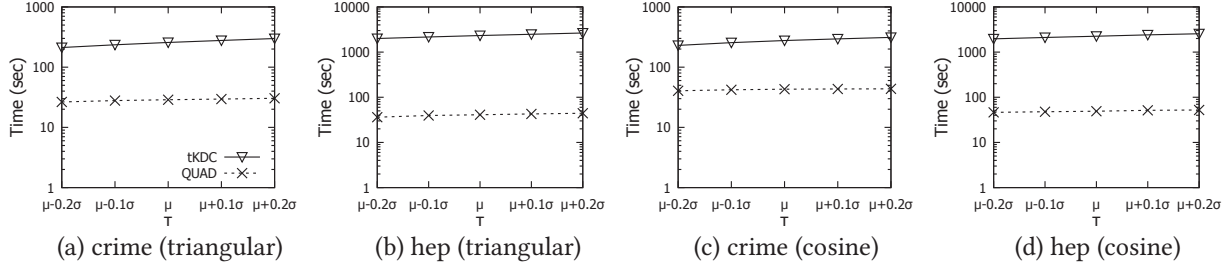 1000
100
10
1
Time (sec)
tKDC
QUAD
μ-0.2σ μ-0.1σ μ μ+0.1σ μ+0.2σ
T
(a) crime (triangular)
10000
1000
100
10
1
Time (sec)
μ-0.2σ μ-0.1σ μ μ+0.1σ μ+0.2σ
T
(b) hep (triangular)
1000
100
10
1
Time (sec)
μ-0.2σ μ-0.1σ μ μ+0.1σ μ+0.2σ
T
(c) crime (cosine)
10000
1000
100
10
1
Time (sec)
μ-0.2σ μ-0.1σ μ μ+0.1σ μ+0.2σ
T
(d) hep (cosine)